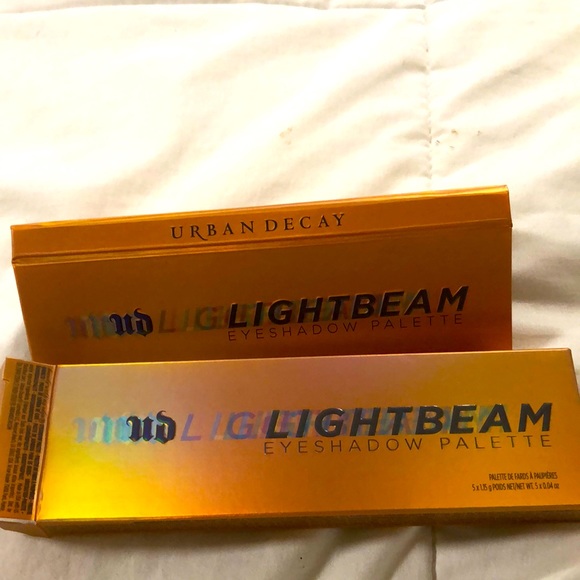 URBAN DECAY
UD LIGHTBEAM
EYESHADOW PALETTE
UD LIGHTBEAM
EYESHADOW PALETTE
PALETTE DE FARDS À PAUPIÈRES
5 x 1.15 g POIDS NET/NET WT. 5 x 0.04 oz